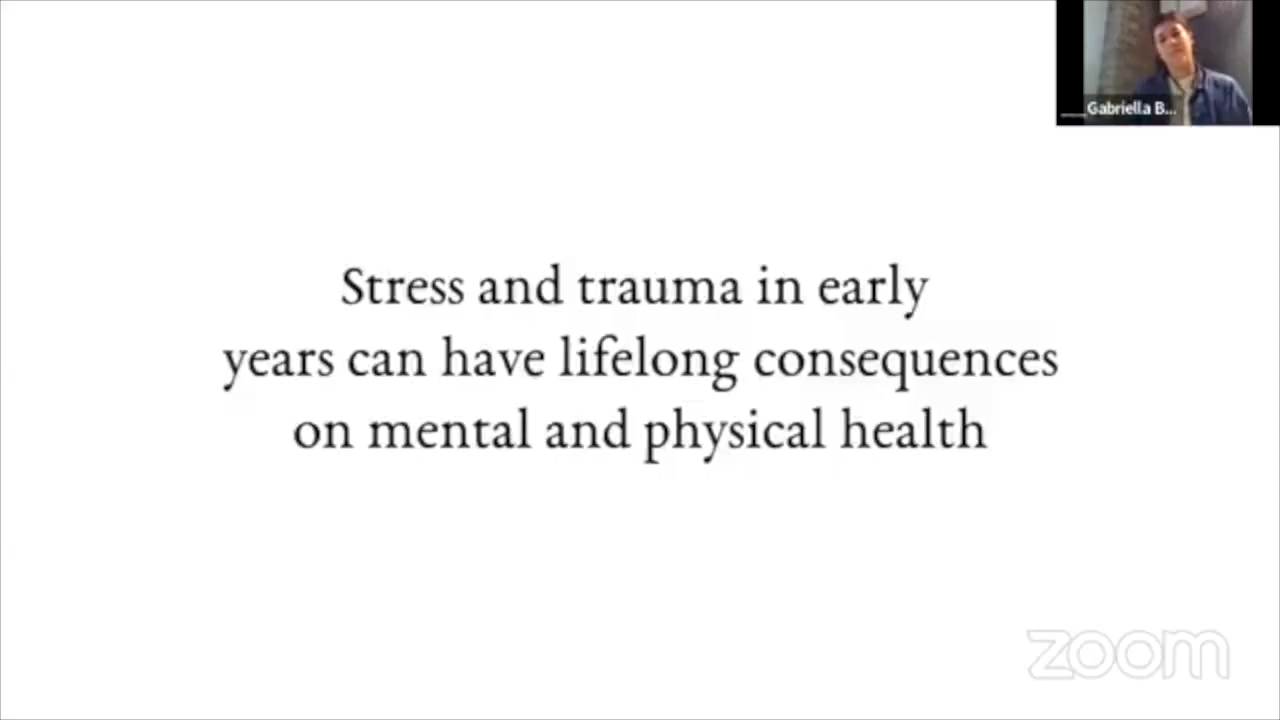 Gabriella B...
Stress and trauma in early
years can have lifelong consequences
on mental and physical health
zoom